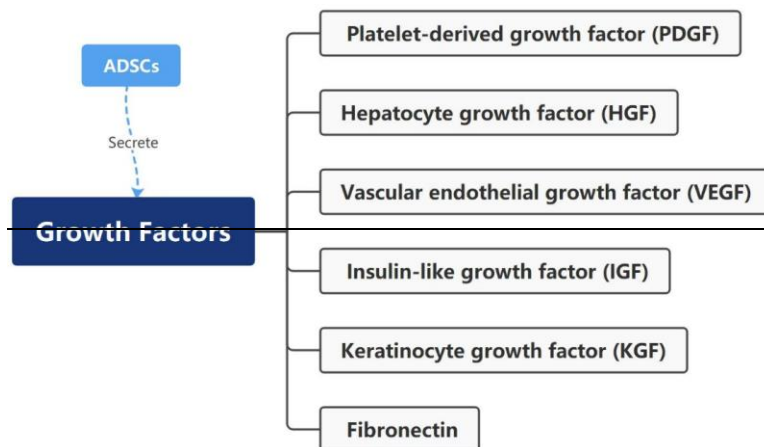 ADSCs
Secrete
Growth Factors
Platelet-derived growth factor (PDGF)
Hepatocyte growth factor (HGF)
Vascular endothelial growth factor (VEGF)
Insulin-like growth factor (IGF)
Keratinocyte growth factor (KGF)
Fibronectin